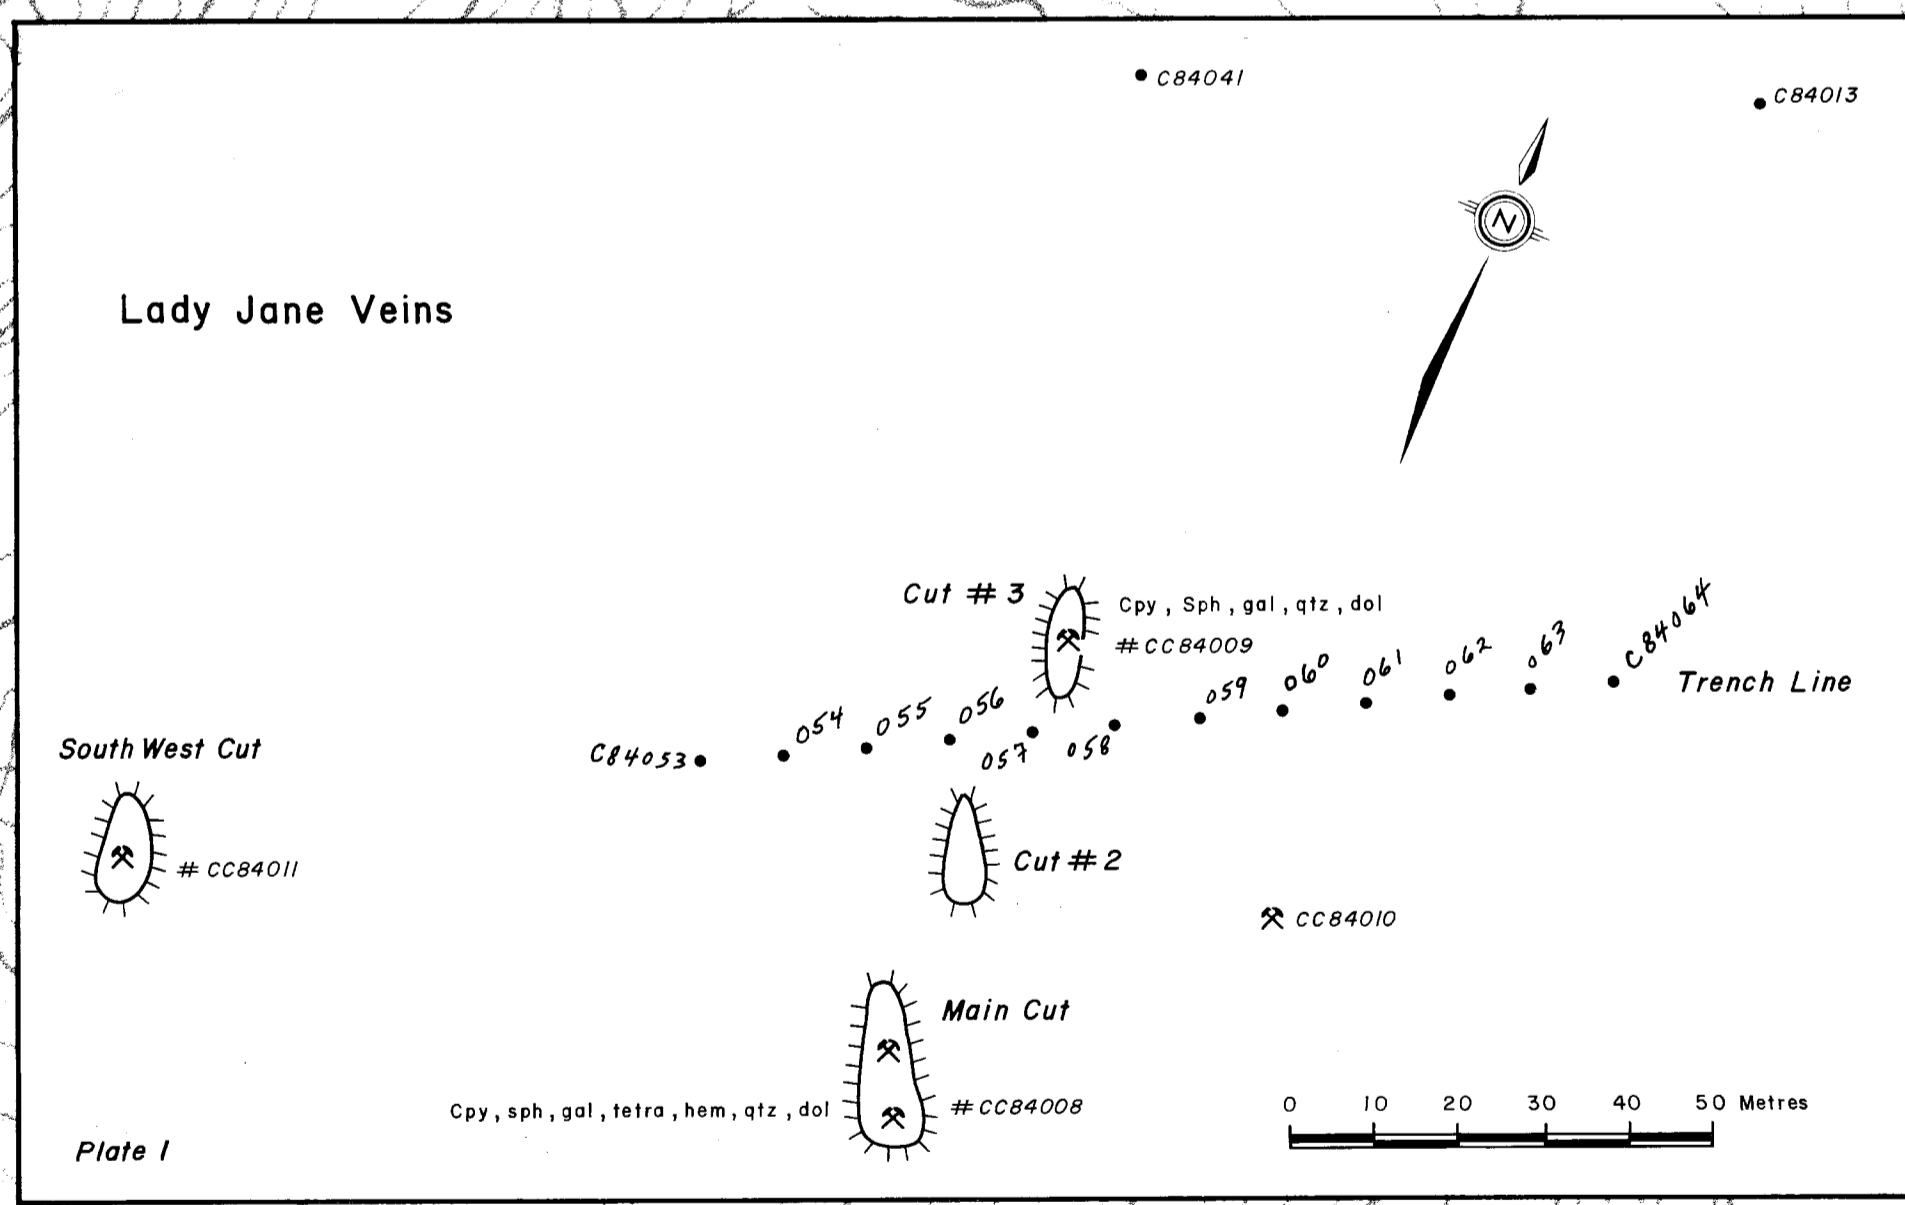 C84041
C84013
N
Lady Jane Veins
Cut # 3
Cpy, Sph, gal, qtz, dol
#CC84009
C84053
054
055
056
057
058
059
060
061
062
063
C84064
Trench Line
South West Cut
# CC84011
Cut # 2
CC84010
Main Cut
Cpy, sph, gal, tetra, hem, qtz, dol
#CC84008
0 10 20 30 40 50 Metres
Plate 1